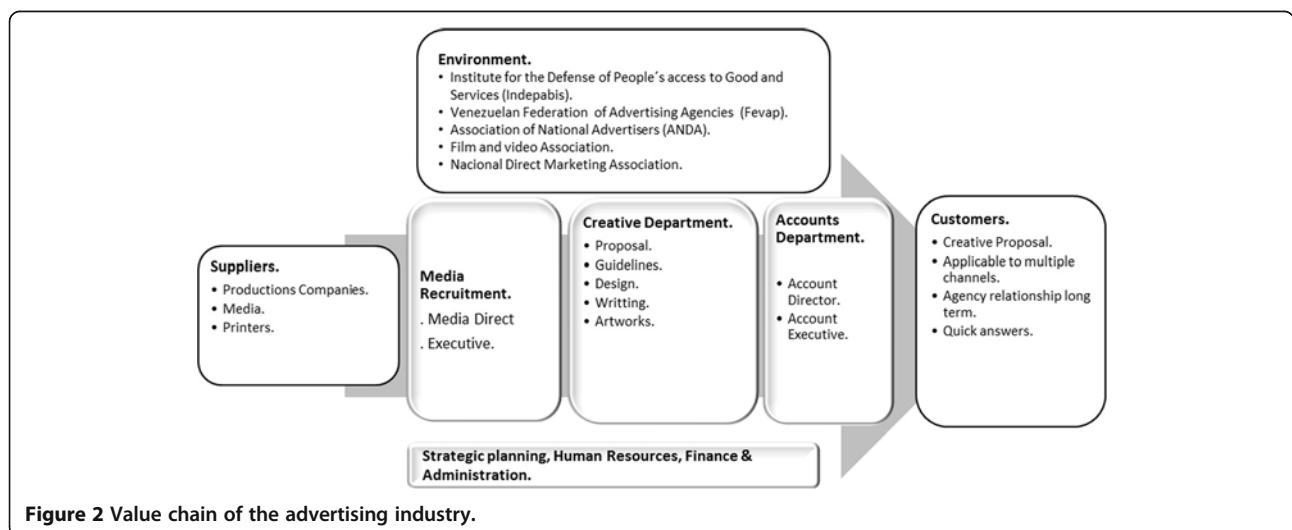 Environment.
• Institute for the Defense of People´s access to Good and
Services (Indepabis).
• Venezuelan Federation of Advertising Agencies (Fevap).
• Association of National Advertisers (ANDA).
• Film and video Association.
• Nacional Direct Marketing Association.
Suppliers.
• Productions Companies.
• Media.
• Printers.
Media
Recruitment.
. Media Direct
. Executive.
Creative Department.
• Proposal.
• Guidelines.
• Design.
• Writting.
• Artworks.
Accounts
Department.
• Account
Director.
• Account
Executive.
Customers.
• Creative Proposal.
• Applicable to multiple
channels.
• Agency relationship long
term.
• Quick answers.
Strategic planning, Human Resources, Finance &
Administration.
Figure 2 Value chain of the advertising industry.